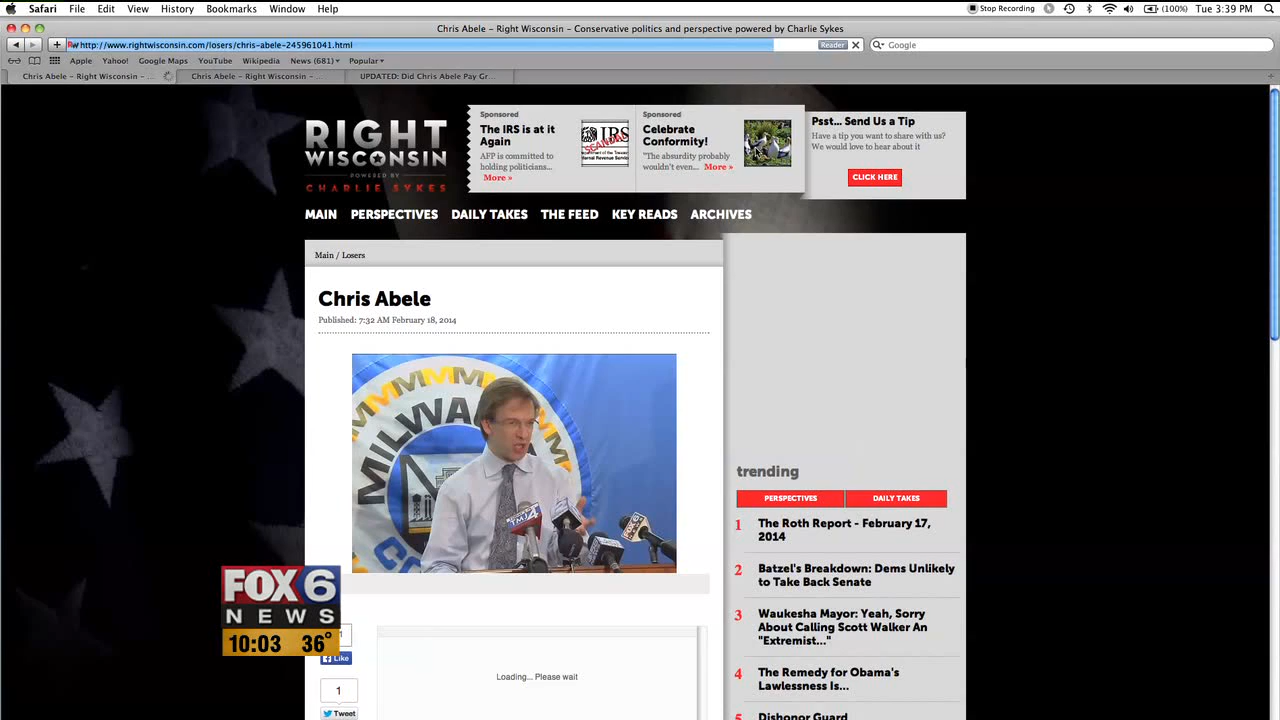 Safari File Edit View History Bookmarks Window Help
Stop Recording
(100%) Tue 3:39 PM
Chris Abele – Right Wisconsin – Conservative politics and perspective powered by Charlie Sykes
http://www.rightwisconsin.com/losers/chris-abele-245961041.html
Reader
Google
Apple Yahoo! Google Maps YouTube Wikipedia News (681) Popular
Chris Abele – Right Wisconsin – ...
Chris Abele – Right Wisconsin – ...
UPDATED: Did Chris Abele Pay Gr...
RIGHT
WISCONSIN
POWERED BY
CHARLIE SYKES
Sponsored
The IRS is at it
Again
AFP is committed to
holding politicians...
More »
IRS
SCANDAL
Sponsored
Celebrate
Conformity!
"The absurdity probably
wouldn't even... More »
Psst... Send Us a Tip
Have a tip you want to share with us?
We would love to hear about it
CLICK HERE
MAIN PERSPECTIVES DAILY TAKES THE FEED KEY READS ARCHIVES
Main / Losers
Chris Abele
Published: 7:32 AM February 18, 2014
TMJ4
FOX6
trending
PERSPECTIVES
DAILY TAKES
1 The Roth Report - February 17,
2014
2 Batzel's Breakdown: Dems Unlikely
to Take Back Senate
3 Waukesha Mayor: Yeah, Sorry
About Calling Scott Walker An
"Extremist..."
4 The Remedy for Obama's
Lawlessness Is...
5 Dishonor Guard
FOX 6
NEWS
10:03 36°
1
Like
1
Tweet
Loading... Please wait